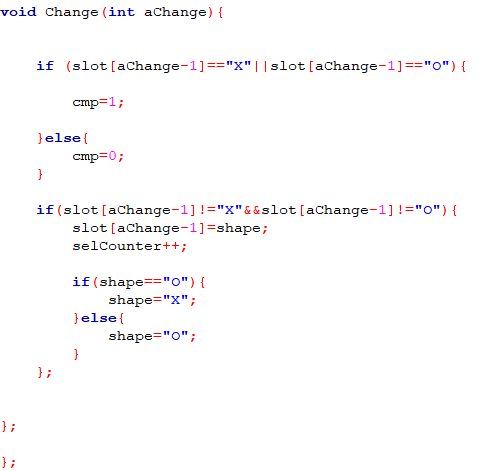 void Change(int aChange){
if (slot[aChange-1]=="X"||slot[aChange-1]=="O"){
cmp=1;
}else{
cmp=0;
}
if(slot[aChange-1]!="X"&&slot[aChange-1]!="O"){
slot[aChange-1]=shape;
selCounter++;
if(shape=="O"){
shape="X";
}else{
shape="O";
}
};
};
};